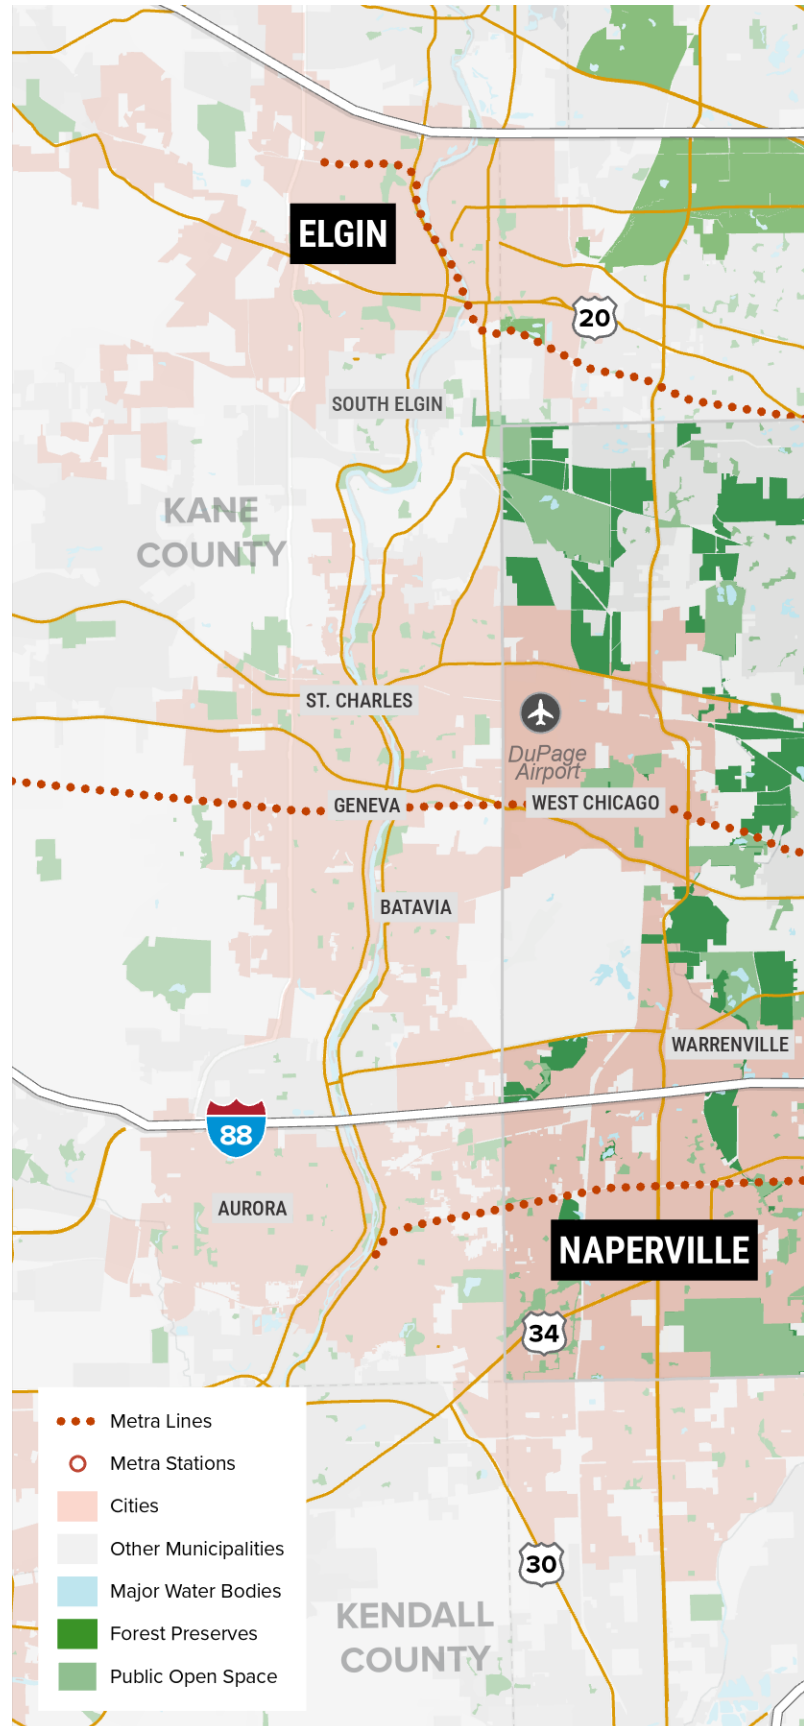 ELGIN
20
SOUTH ELGIN
KANE
COUNTY
ST. CHARLES
DuPage
Airport
GENEVA
WEST CHICAGO
BATAVIA
WARRENVILLE
88
AURORA
NAPERVILLE
34
Metra Lines
Metra Stations
Cities
Other Municipalities
Major Water Bodies
Forest Preserves
Public Open Space
30
KENDALL
COUNTY